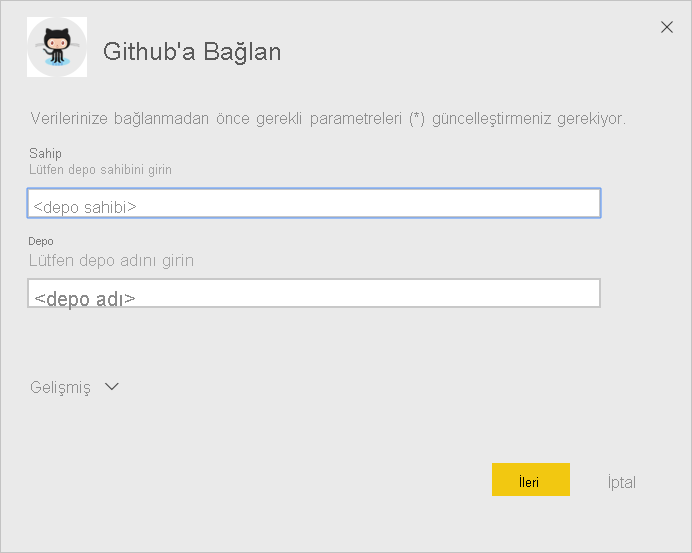 Github'a Bağlan
Verilerinize bağlanmadan önce gerekli parametreleri (*) güncelleştirmeniz gerekiyor.
Sahip
Lütfen depo sahibini girin
<depo sahibi>
Depo
Lütfen depo adını girin
<depo adı>
Gelişmiş
İleri
İptal